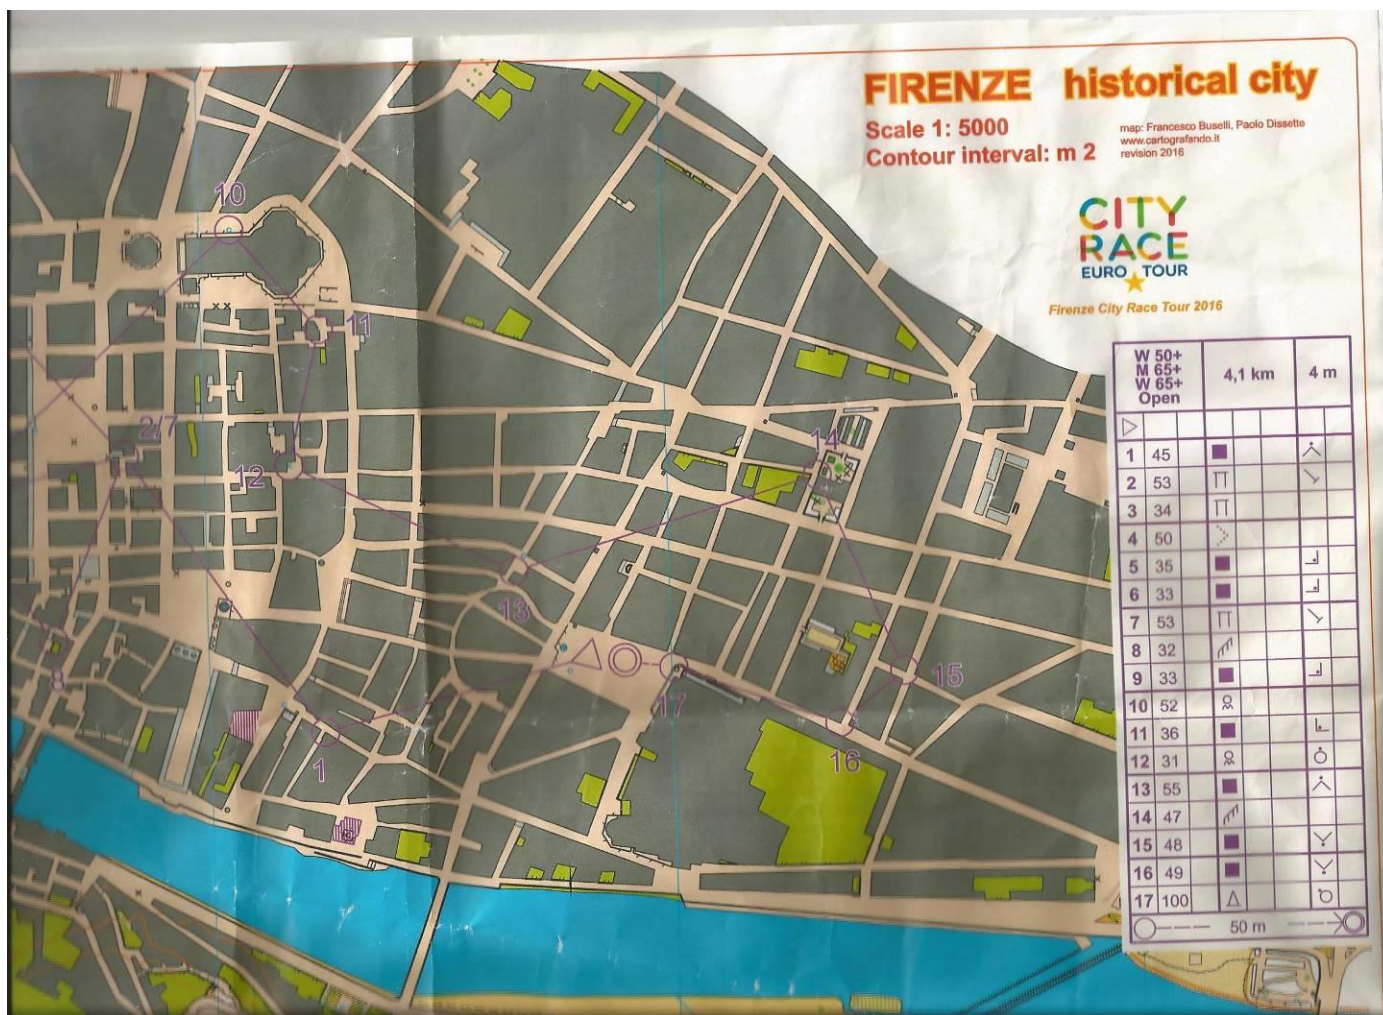 FIRENZE historical city
Scale 1: 5000
Contour interval: m 2
map: Francesco Buselli, Paolo Dissette
www.cartografando.it
revision 2016
CITY
RACE
EURO TOUR
Firenze City Race Tour 2016
W 50+
M 65+
W 65+
Open
4,1 km
4 m
1 45
2 53
3 34
4 50
5 35
6 33
7 53
8 32
9 33
10 52
11 36
12 31
13 55
14 47
15 48
16 49
17 100
50 m
10
11
2/7
12
14
13
15
17
16
8
1